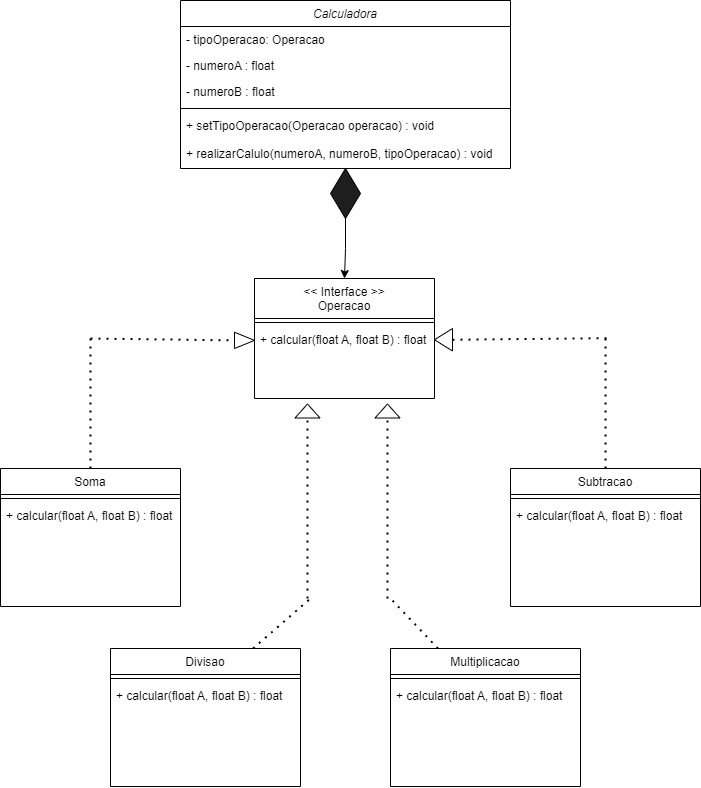 Calculadora
- tipoOperacao: Operacao
- numeroA : float
- numeroB : float
+ setTipoOperacao(Operacao operacao) : void
+ realizarCalulo(numeroA, numeroB, tipoOperacao) : void
<< Interface >>
Operacao
+ calcular(float A, float B) : float
Soma
+ calcular(float A, float B) : float
Subtracao
+ calcular(float A, float B) : float
Divisao
+ calcular(float A, float B) : float
Multiplicacao
+ calcular(float A, float B) : float